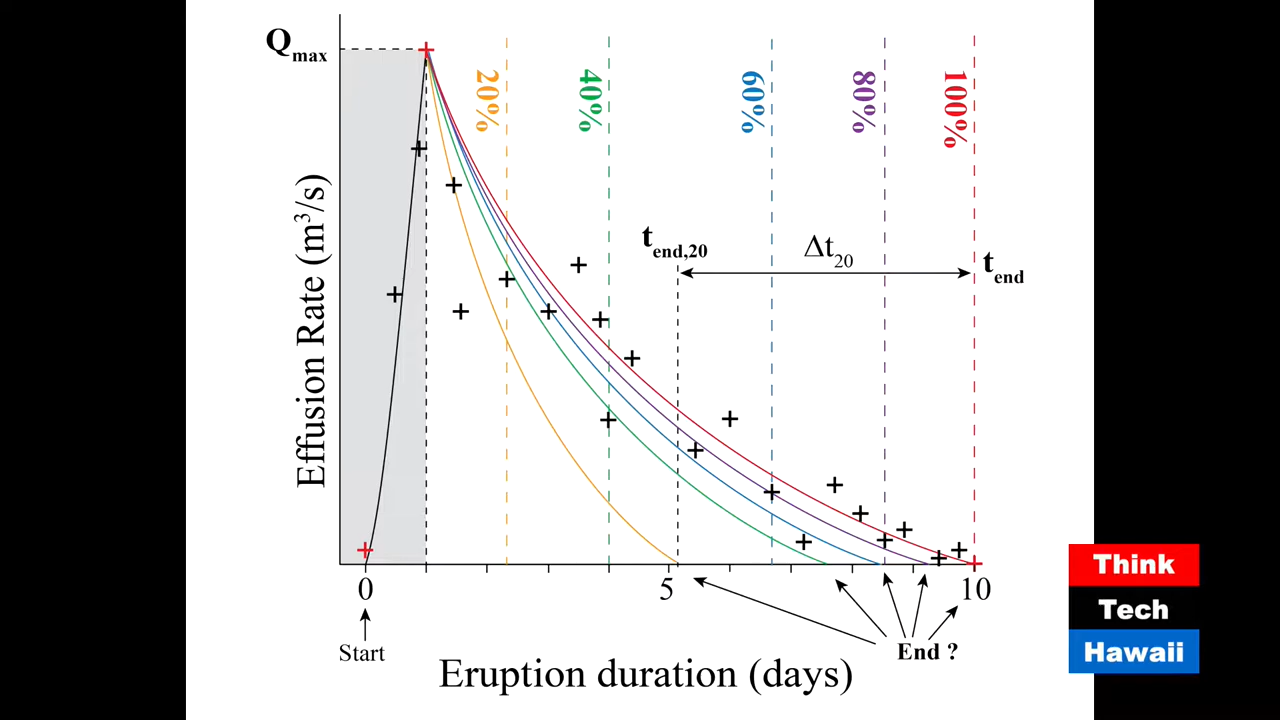 Qmax
20%
40%
60%
80%
100%
tend,20
Δt20
tend
Effusion Rate (m³/s)
0
5
10
Start
End ?
Eruption duration (days)
Think
Tech
Hawaii